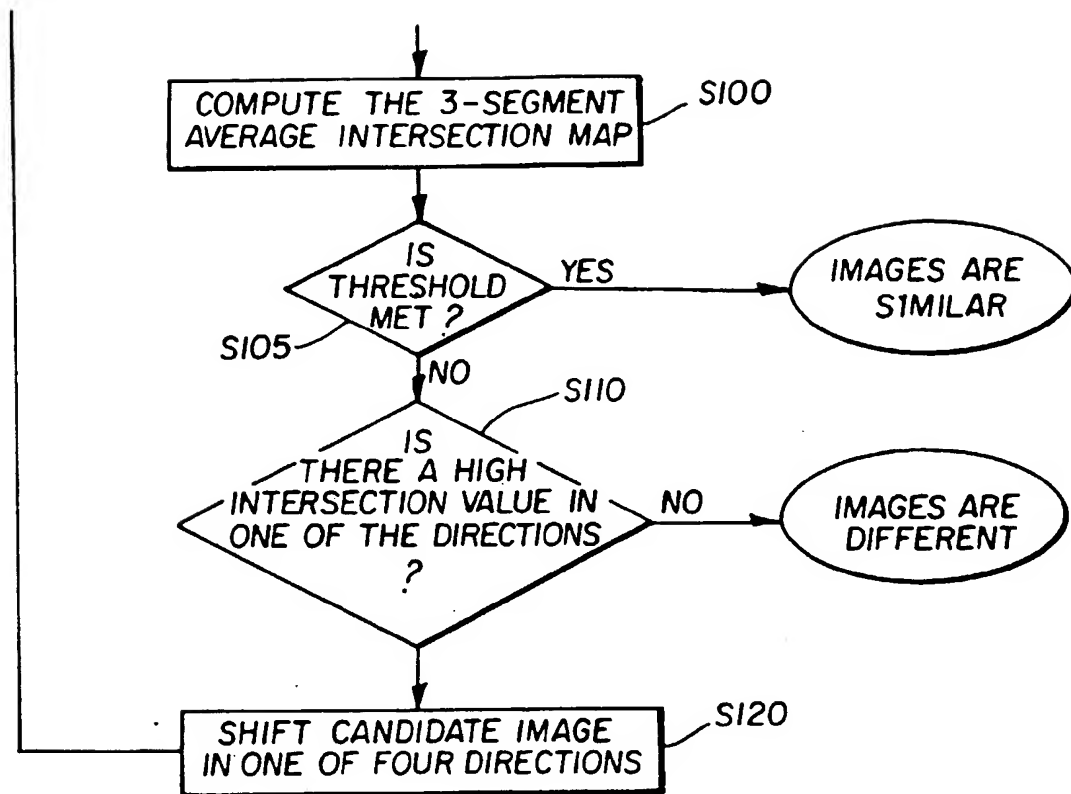 COMPUTE THE 3-SEGMENT
AVERAGE INTERSECTION MAP
S100
IS
THRESHOLD
MET ?
S105
YES
IMAGES ARE
SIMILAR
NO
S110
IS
THERE A HIGH
INTERSECTION VALUE IN
ONE OF THE DIRECTIONS
?
NO
IMAGES ARE
DIFFERENT
SHIFT CANDIDATE IMAGE
IN ONE OF FOUR DIRECTIONS
S120